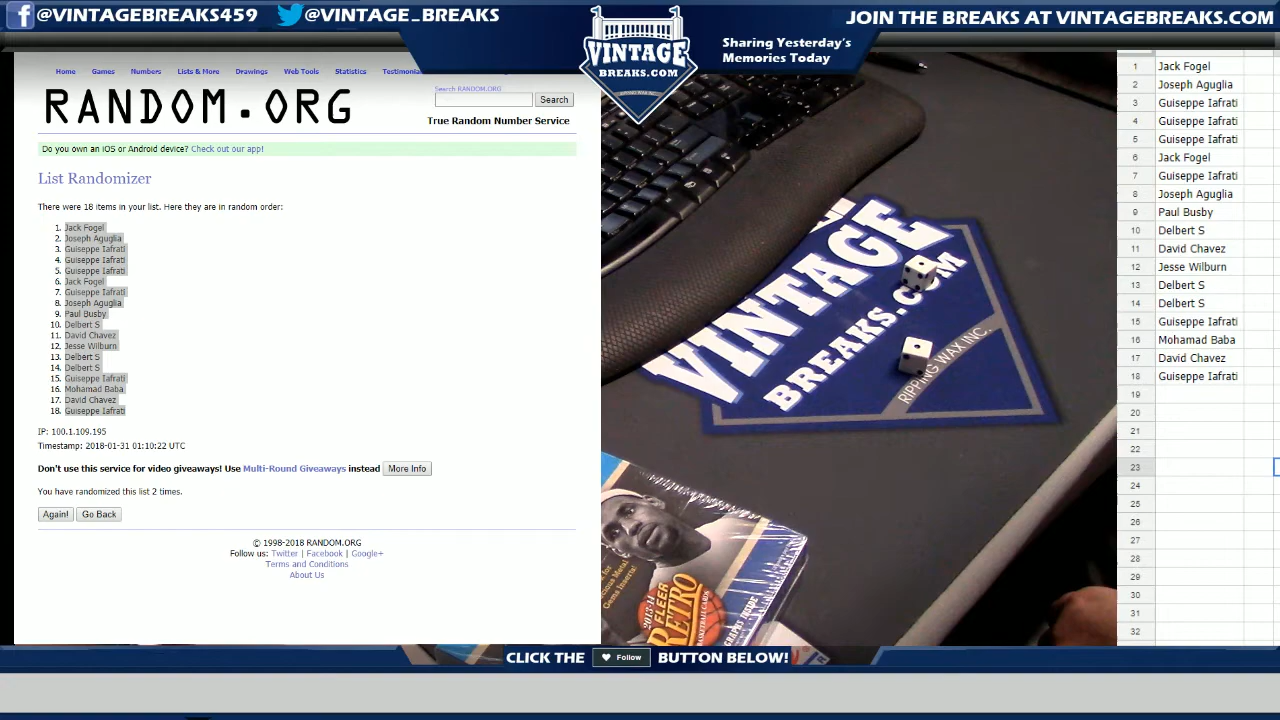 @VINTAGEBREAKS459
@VINTAGE_BREAKS
JOIN THE BREAKS AT VINTAGEBREAKS.COM
VINTAGE
BREAKS.COM
Sharing Yesterday's
Memories Today
Home Games Numbers Lists & More Drawings Web Tools Statistics
RANDOM.ORG
Search RANDOM.ORG
Search
True Random Number Service
Do you own an iOS or Android device? Check out our app!
List Randomizer
There were 18 items in your list. Here they are in random order:
1. Jack Fogel
2. Joseph Aguglia
3. Guiseppe Iafrati
4. Guiseppe Iafrati
5. Guiseppe Iafrati
6. Jack Fogel
7. Guiseppe Iafrati
8. Joseph Aguglia
9. Paul Busby
10. Delbert S
11. David Chavez
12. Jesse Wilburn
13. Delbert S
14. Delbert S
15. Guiseppe Iafrati
16. Mohamad Baba
17. David Chavez
18. Guiseppe Iafrati
IP: 100.1.109.195
Timestamp: 2018-01-31 01:10:22 UTC
Don't use this service for video giveaways! Use Multi-Round Giveaways instead More Info
You have randomized this list 2 times.
Again! Go Back
© 1998-2018 RANDOM.ORG
Follow us: Twitter | Facebook | Google+
Terms and Conditions
About Us
VINTAGE
BREAKS.COM
RIPPING WAX INC.
2013-14
FLEER
RETRO
BASKETBALL CARDS
1 Jack Fogel
2 Joseph Aguglia
3 Guiseppe Iafrati
4 Guiseppe Iafrati
5 Guiseppe Iafrati
6 Jack Fogel
7 Guiseppe Iafrati
8 Joseph Aguglia
9 Paul Busby
10 Delbert S
11 David Chavez
12 Jesse Wilburn
13 Delbert S
14 Delbert S
15 Guiseppe Iafrati
16 Mohamad Baba
17 David Chavez
18 Guiseppe Iafrati
19
20
21
22
23
24
25
26
27
28
29
30
31
32
CLICK THE Follow BUTTON BELOW!